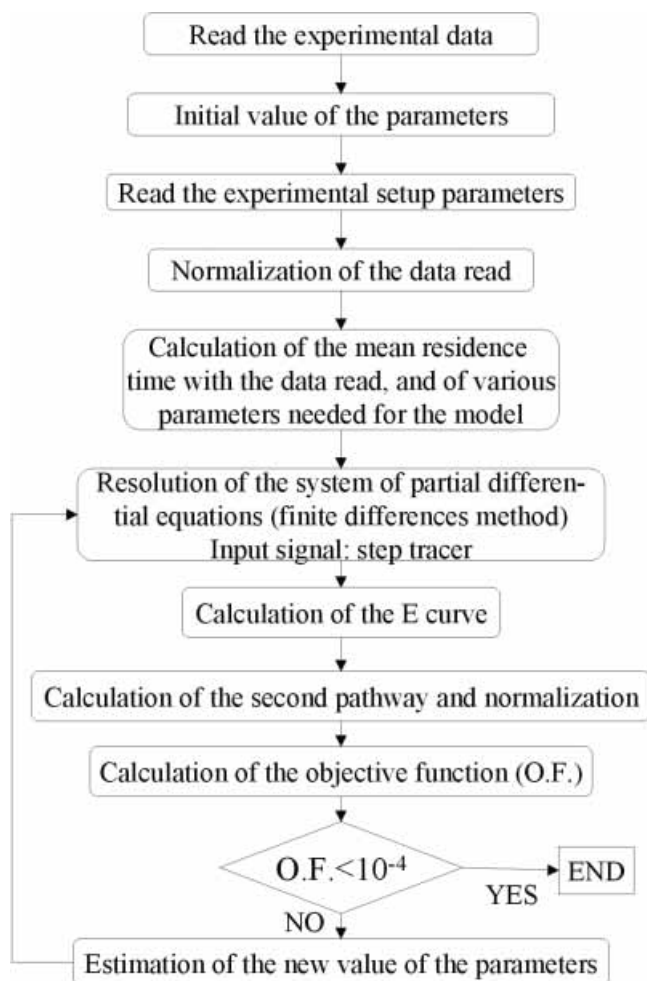 Read the experimental data
Initial value of the parameters
Read the experimental setup parameters
Normalization of the data read
Calculation of the mean residence
time with the data read, and of various
parameters needed for the model
Resolution of the system of partial differen-
tial equations (finite differences method)
Input signal: step tracer
Calculation of the E curve
Calculation of the second pathway and normalization
Calculation of the objective function (O.F.)
O.F.<10⁻⁴
END
YES
NO
Estimation of the new value of the parameters